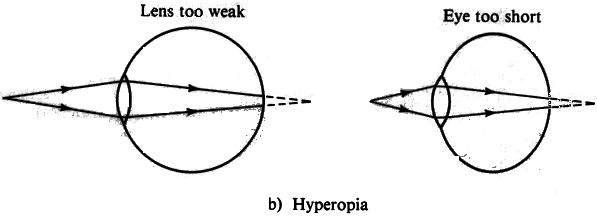 Lens too weak
Eye too short
b) Hyperopia